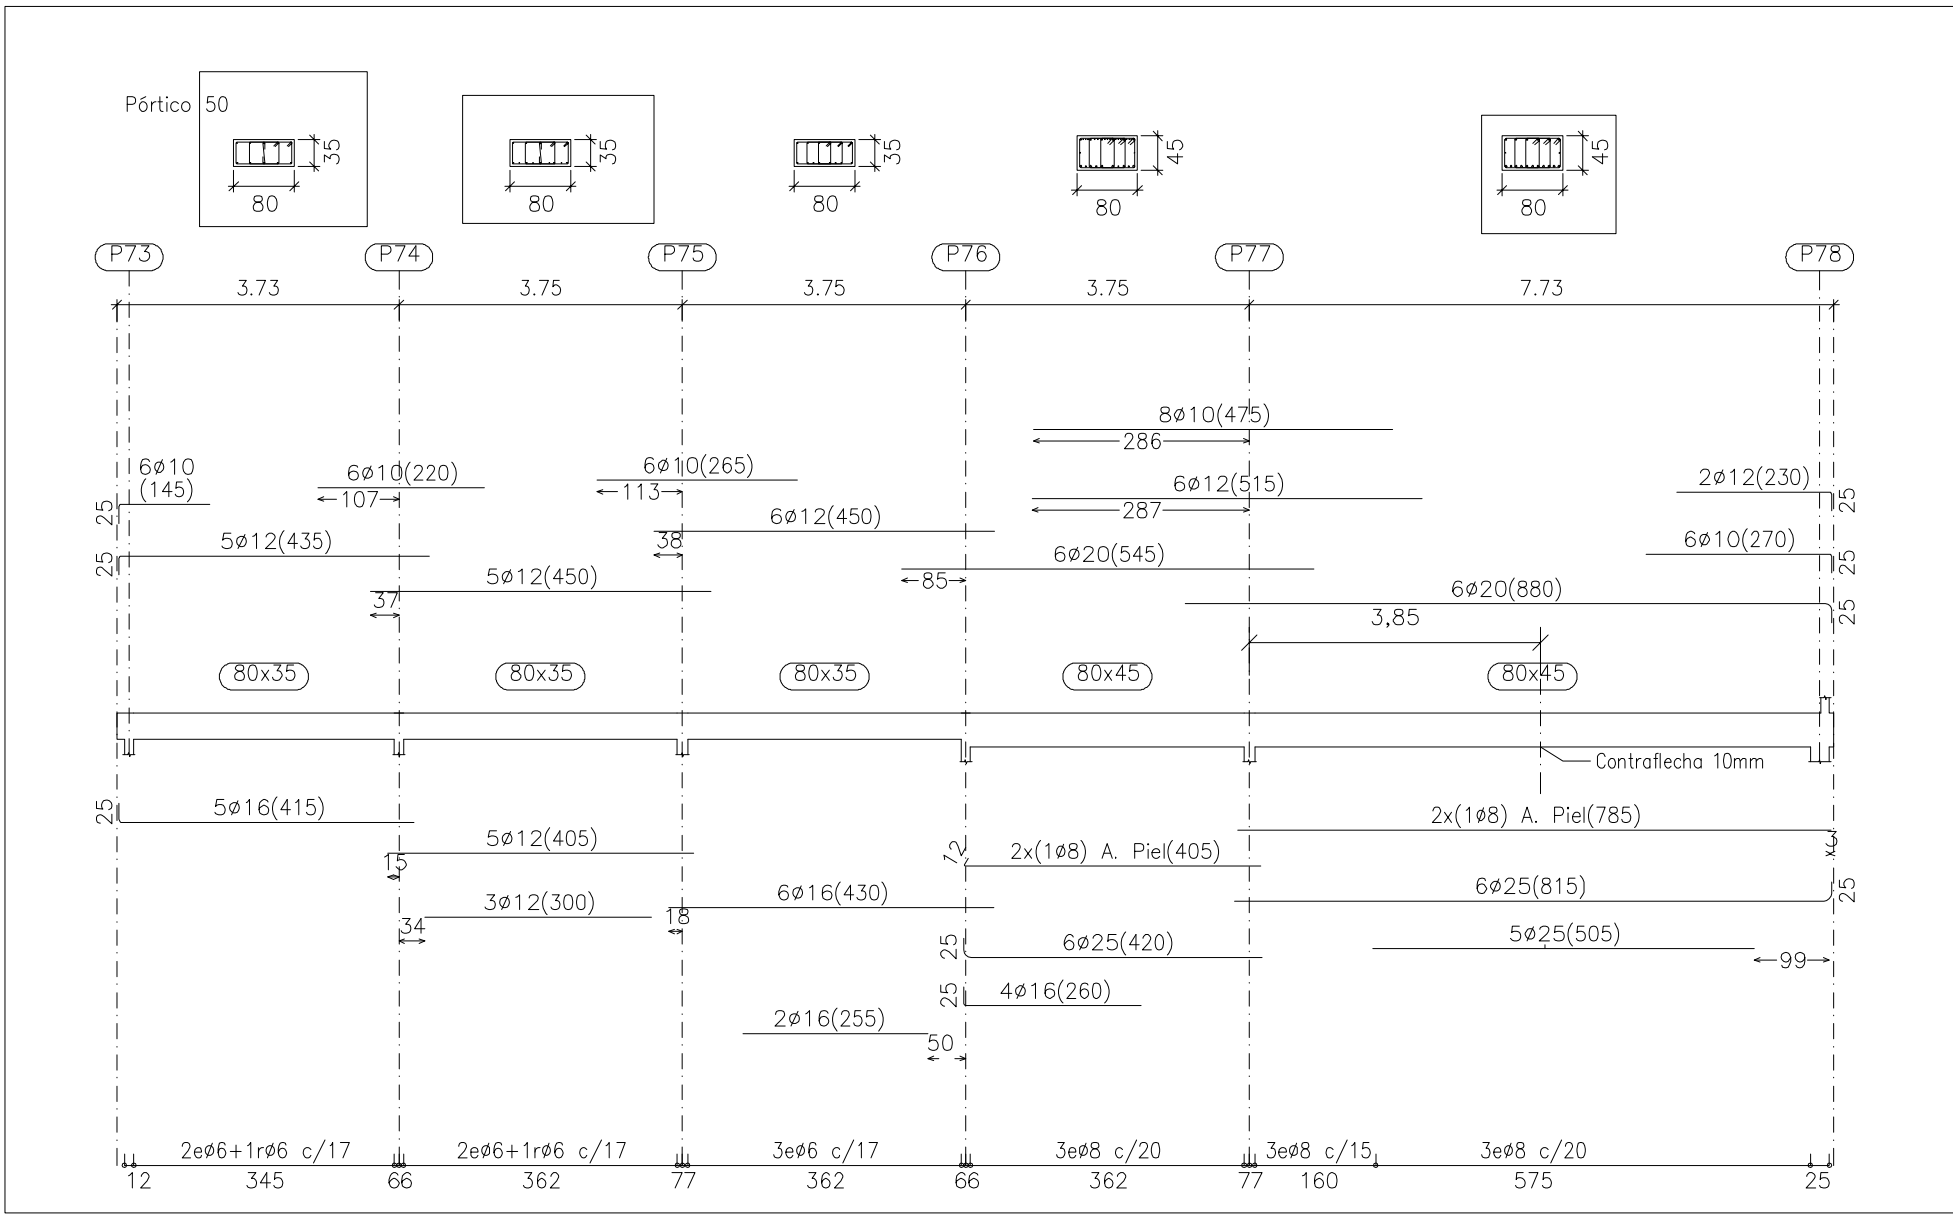 Pórtico 50
35 35 35 45 45
80 80 80 80 80
P73 P74 P75 P76 P77 P78
3.73 3.75 3.75 3.75 7.73
8ø10(475)
286
6ø10
(145)
25
6ø10(220)
107
6ø10(265)
113
6ø12(515)
287
2ø12(230)
25
5ø12(435)
25
6ø12(450)
38
6ø20(545)
85
6ø10(270)
25
5ø12(450)
37
6ø20(880)
25
3,85
80x35 80x35 80x35 80x45 80x45
Contraflecha 10mm
5ø16(415)
25
2x(1ø8) A. Piel(785)
3
5ø12(405)
15
2x(1ø8) A. Piel(405)
12
3ø12(300)
34
6ø16(430)
18
6ø25(815)
25
6ø25(420)
25
5ø25(505)
99
4ø16(260)
25
2ø16(255)
50
2eø6+1rø6 c/17 2eø6+1rø6 c/17 3eø6 c/17 3eø8 c/20 3eø8 c/15 3eø8 c/20
12 345 66 362 77 362 66 362 77 160 575 25